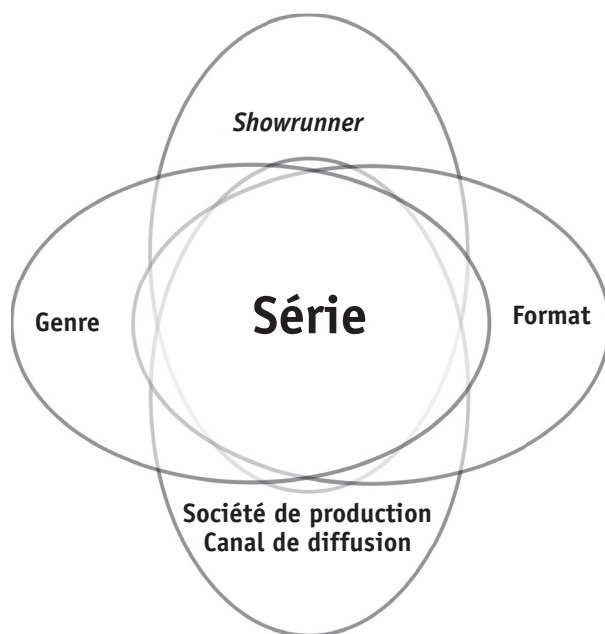 Showrunner
Genre
Série
Format
Société de production
Canal de diffusion